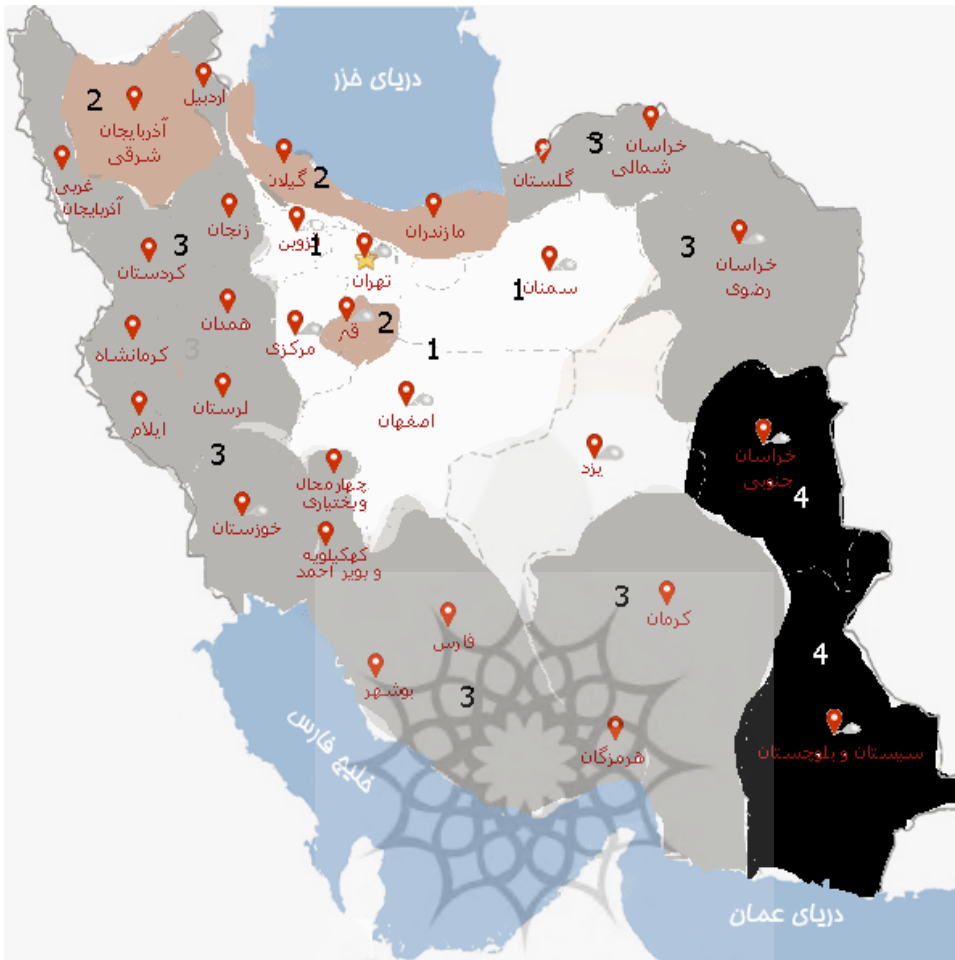 دریای خزر
2
اردبیل
آذربایجان
شرقی
3
خراسان
شمالی
گلستان
غربی
آذربایجان
2
گیلان
زنجان
مازندران
3
خراسان
رضوی
3
کردستان
قزوین
1
تهران
1
سمنان
همدان
مرکزی
قم
2
1
کرمانشاه
3
لرستان
ایلام
اصفهان
3
یزد
خراسان
جنوبی
4
چهارمحال
وبختیاری
خوزستان
کهکیلویه
و بویر احمد
3
کرمان
فارس
4
بوشهر
3
خلیج فارس
هرمزگان
سیستان و بلوچستان
دریای عمان